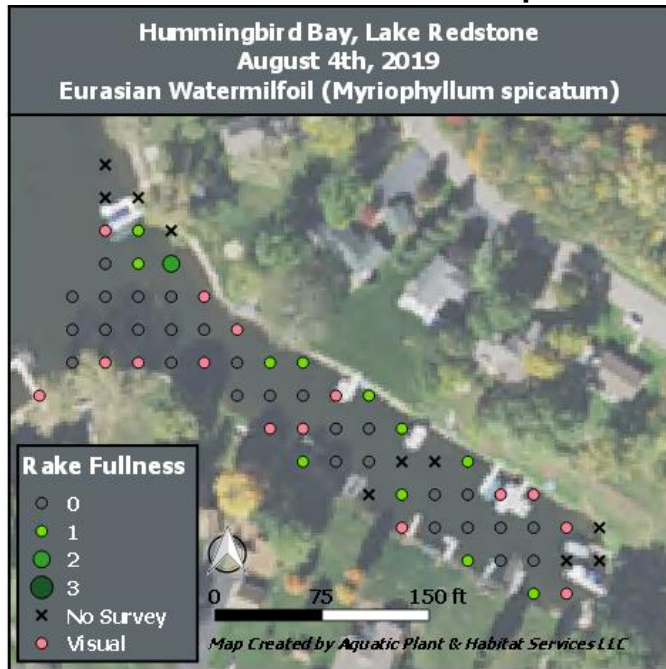 Hummingbird Bay, Lake Redstone
August 4th, 2019
Eurasian Watermilfoil (Myriophyllum spicatum)
Rake Fullness
0
1
2
3
No Survey
Visual
0 75 150 ft
Map Created by Aquatic Plant & Habitat Services LLC